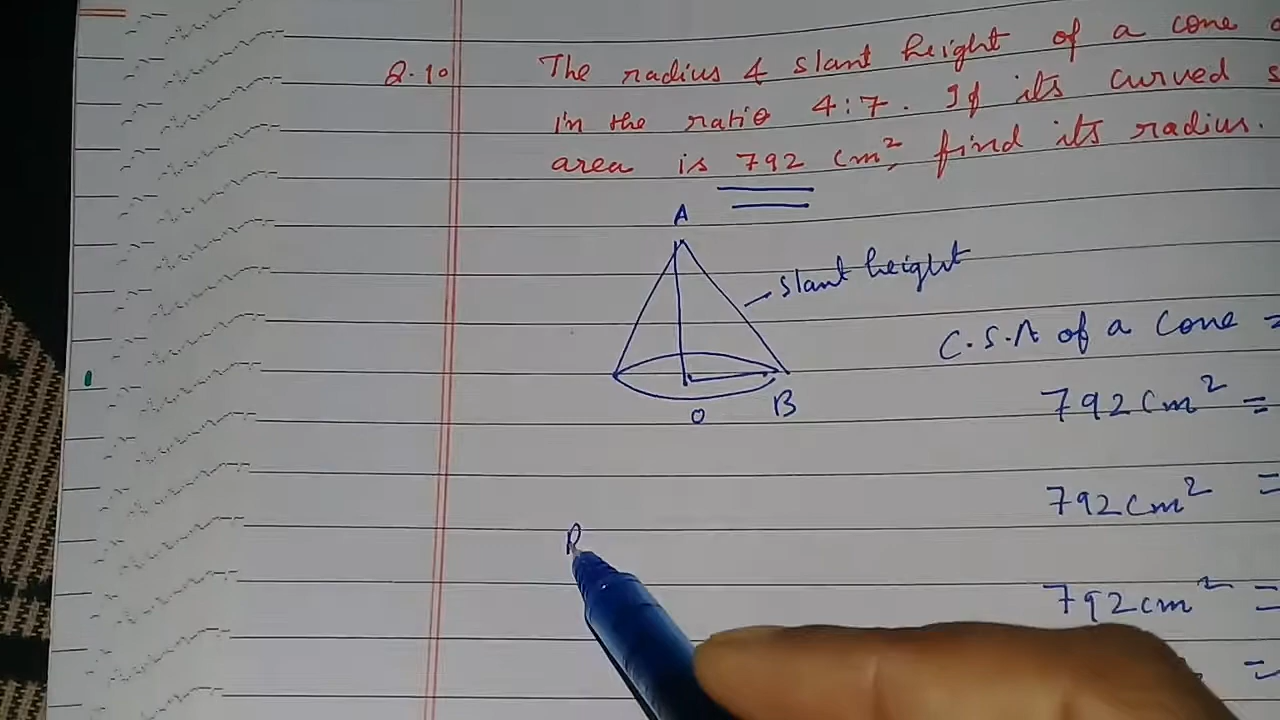 Q.10 The radius & slant height of a cone
in the ratio 4:7. If its curved
area is 792 cm², find its radius.
A
slant height
C.S.A of a cone =
O B
792 cm² =
792 cm² =
R
792 cm² =
=